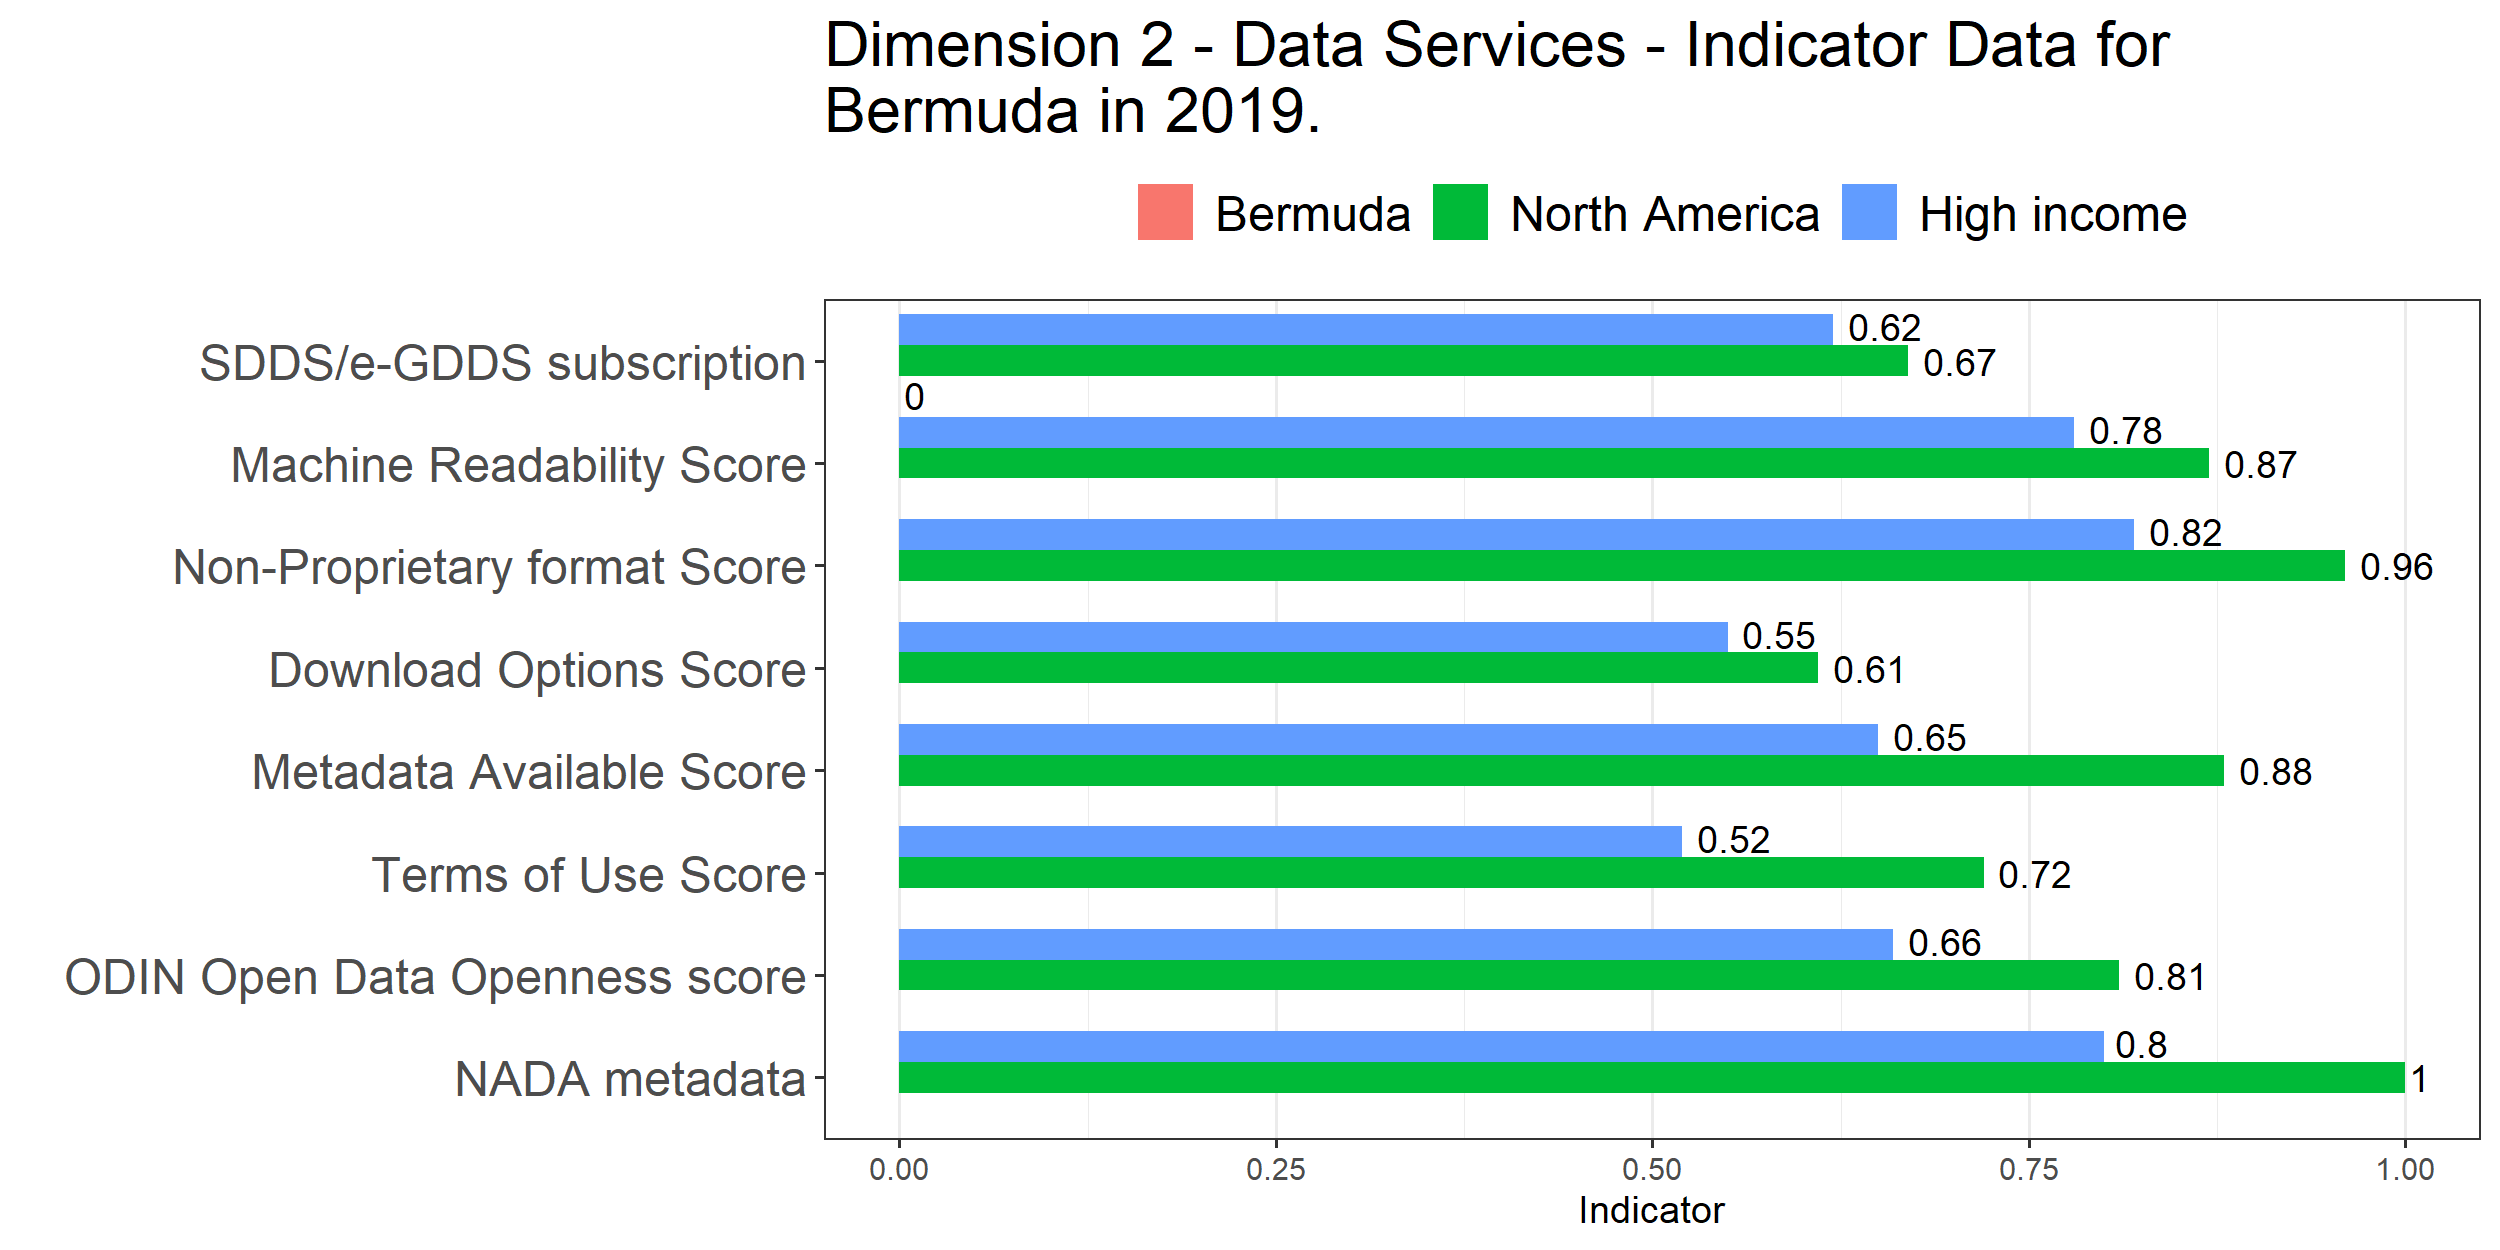 Dimension 2 - Data Services - Indicator Data for
Bermuda in 2019.
Bermuda North America High income
SDDS/e-GDDS subscription
0.62
0.67
0
Machine Readability Score
0.78
0.87
Non-Proprietary format Score
0.82
0.96
Download Options Score
0.55
0.61
Metadata Available Score
0.65
0.88
Terms of Use Score
0.52
0.72
ODIN Open Data Openness score
0.66
0.81
NADA metadata
0.8
1
0.00 0.25 0.50 0.75 1.00
Indicator